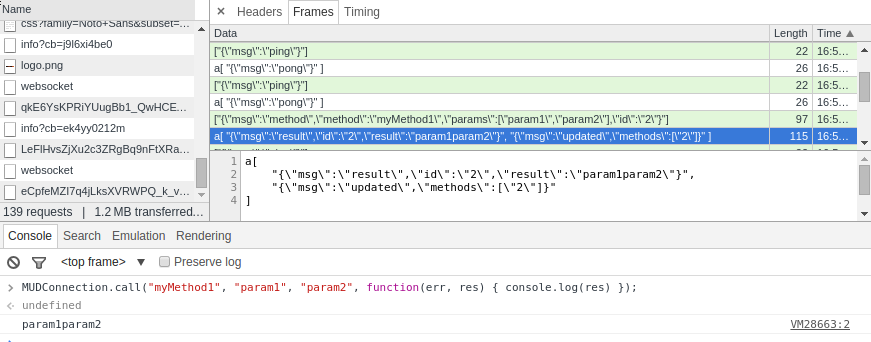 Name
css?family=Noto+Sans&subset=...
info?cb=j9l6xi4be0
logo.png
websocket
qkE6YsKPRiYUugBb1_QwHCE...
info?cb=ek4yy0212m
LeFlHvsZjXu2c3ZRgBq9nFtXRa...
websocket
eCpfeMZI7q4jLksXVRWPQ_k_v...
139 requests | 1.2 MB transferred...
× Headers Frames Timing
Data Length Time ▲
["{\"msg\":\"ping\"}"] 22 16:5...
a[ "{\"msg\":\"pong\"}" ] 26 16:5...
["{\"msg\":\"ping\"}"] 22 16:5...
a[ "{\"msg\":\"pong\"}" ] 26 16:5...
["{\"msg\":\"method\",\"method\":\"myMethod1\",\"params\":[\"param1\",\"param2\"],\"id\":\"2\"}"] 97 16:5...
a[ "{\"msg\":\"result\",\"id\":\"2\",\"result\":\"param1param2\"}", "{\"msg\":\"updated\",\"methods\":[\"2\"]}" ] 115 16:5...
1 a[
2 "{\"msg\":\"result\",\"id\":\"2\",\"result\":\"param1param2\"}",
3 "{\"msg\":\"updated\",\"methods\":[\"2\"]}"
4 ]
Console Search Emulation Rendering
<top frame> ▼ Preserve log
> MUDConnection.call("myMethod1", "param1", "param2", function(err, res) { console.log(res) });
undefined
param1param2 VM28663:2